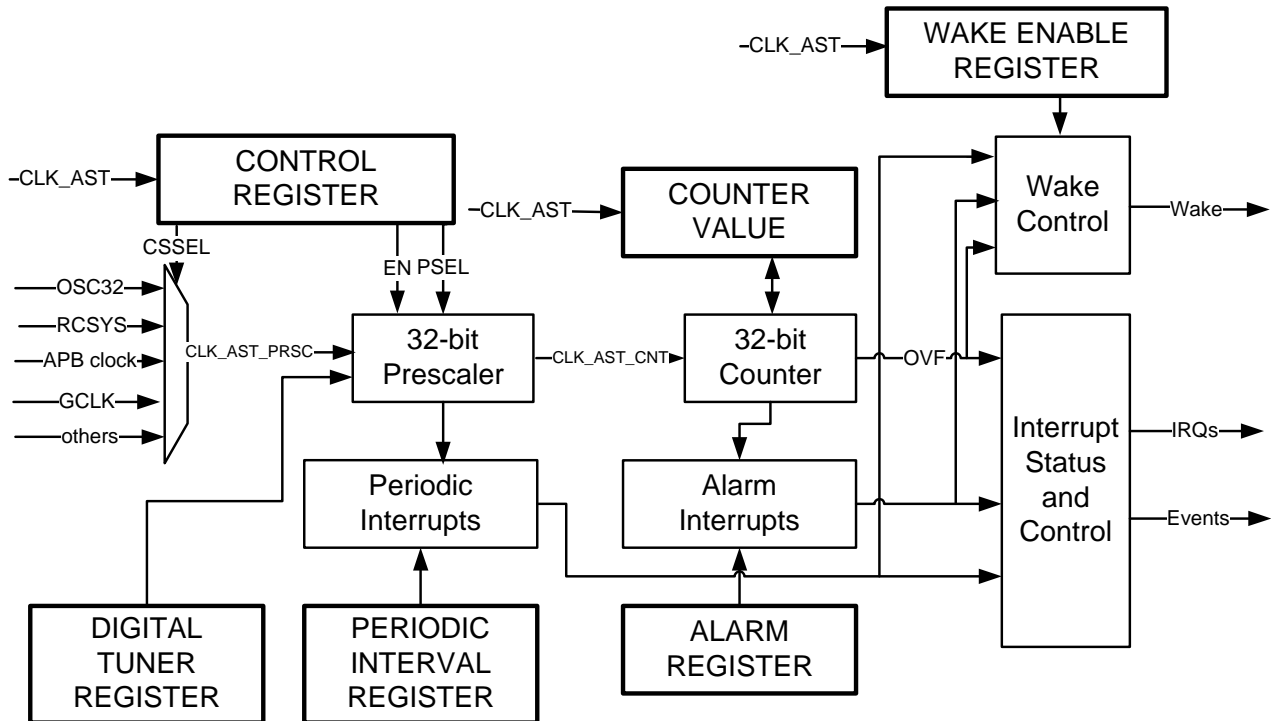 CLK_AST
WAKE ENABLE
REGISTER
CLK_AST
CONTROL
REGISTER
CLK_AST
COUNTER
VALUE
Wake
Control
Wake
CSSEL
EN
PSEL
OSC32
RCSYS
APB clock
GCLK
others
CLK_AST_PRSC
32-bit
Prescaler
CLK_AST_CNT
32-bit
Counter
OVF
Interrupt
Status
and
Control
IRQs
Events
Periodic
Interrupts
Alarm
Interrupts
DIGITAL
TUNER
REGISTER
PERIODIC
INTERVAL
REGISTER
ALARM
REGISTER